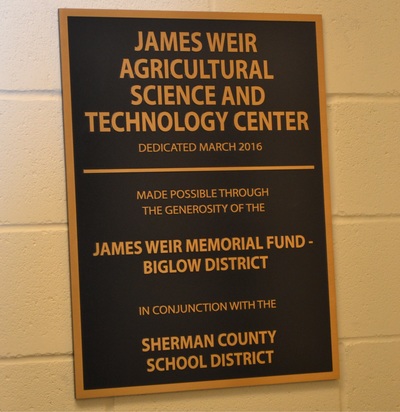 JAMES WEIR
AGRICULTURAL
SCIENCE AND
TECHNOLOGY CENTER
DEDICATED MARCH 2016
MADE POSSIBLE THROUGH
THE GENEROSITY OF THE
JAMES WEIR MEMORIAL FUND -
BIGLOW DISTRICT
IN CONJUNCTION WITH THE
SHERMAN COUNTY
SCHOOL DISTRICT